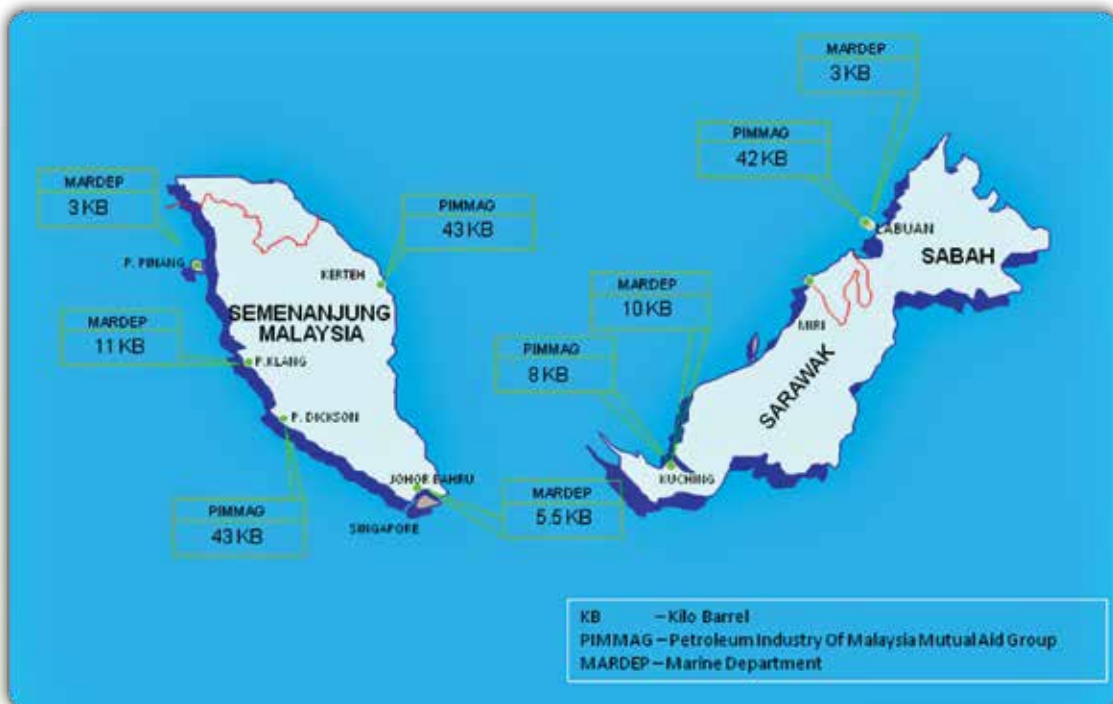 MARDEP
3 KB
PIMMAG
42 KB
LABUAN
SABAH
MARDEP
3 KB
PIMMAG
43 KB
P. PINANG
KERTEH
SEMENANJUNG
MALAYSIA
MARDEP
10 KB
MARDEP
11 KB
MIRI
PIMMAG
8 KB
P.KLANG
SARAWAK
P. DICKSON
KUCHING
JOHOR BAHRU
MARDEP
5.5 KB
PIMMAG
43 KB
SINGAPORE
KB – Kilo Barrel
PIMMAG – Petroleum Industry Of Malaysia Mutual Aid Group
MARDEP – Marine Department